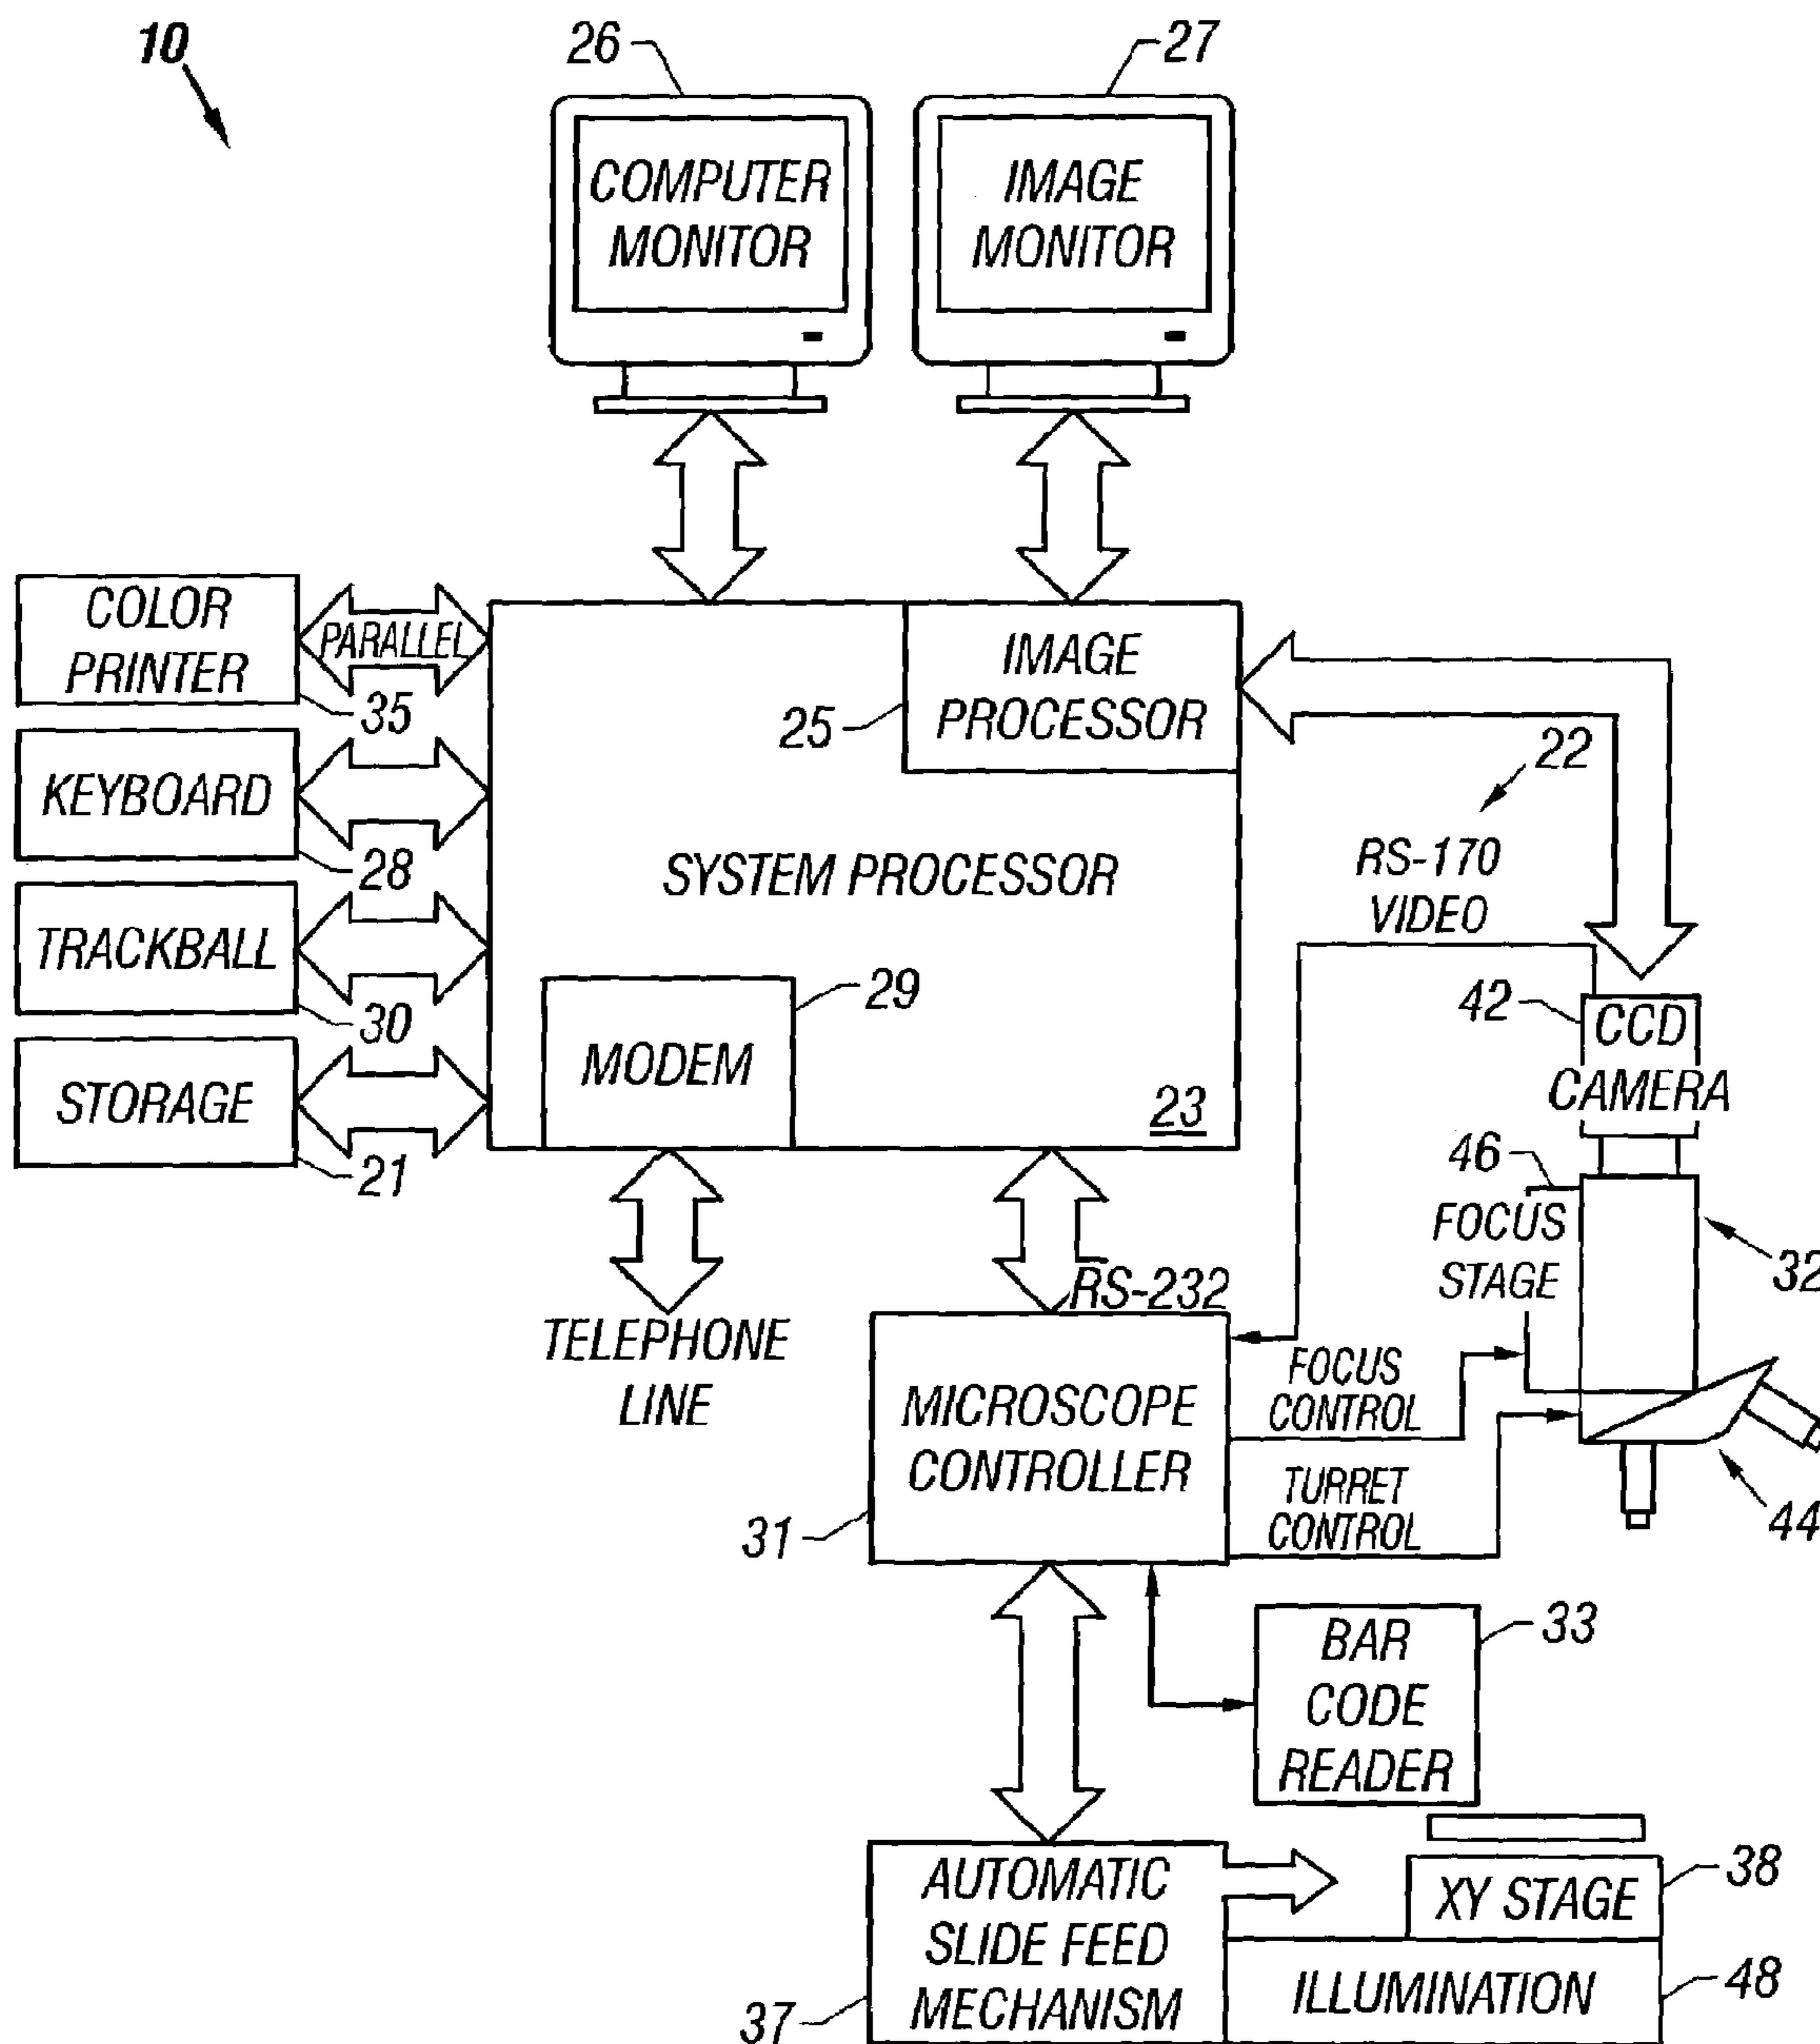 10
26
27
COMPUTER
MONITOR
IMAGE
MONITOR
COLOR
PRINTER
PARALLEL
35
IMAGE
PROCESSOR
25
22
KEYBOARD
28
SYSTEM PROCESSOR
RS-170
VIDEO
TRACKBALL
30
29
42
CCD
CAMERA
MODEM
STORAGE
21
23
46
FOCUS
STAGE
32
RS-232
TELEPHONE
LINE
MICROSCOPE
CONTROLLER
31
FOCUS
CONTROL
TURRET
CONTROL
44
BAR
CODE
READER
33
AUTOMATIC
SLIDE FEED
MECHANISM
37
XY STAGE
38
ILLUMINATION
48